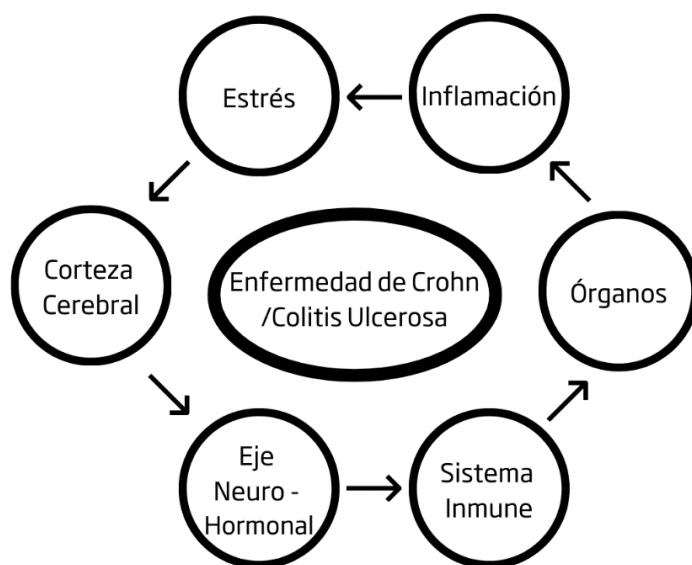 Estrés
Inflamación
Corteza
Cerebral
Enfermedad de Crohn
/Colitis Ulcerosa
Órganos
Eje
Neuro -
Hormonal
Sistema
Inmune